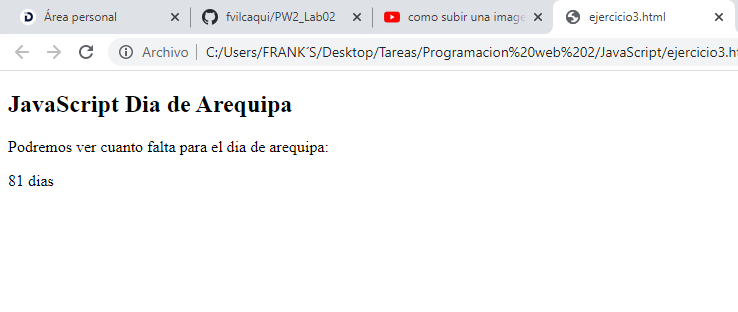 Área personal
fvilcaqui/PW2_Lab02
como subir una image
ejercicio3.html
Archivo
C:/Users/FRANK´S/Desktop/Tareas/Programacion%20web%202/JavaScript/ejercicio3.ht
JavaScript Dia de Arequipa
Podremos ver cuanto falta para el dia de arequipa:
81 dias